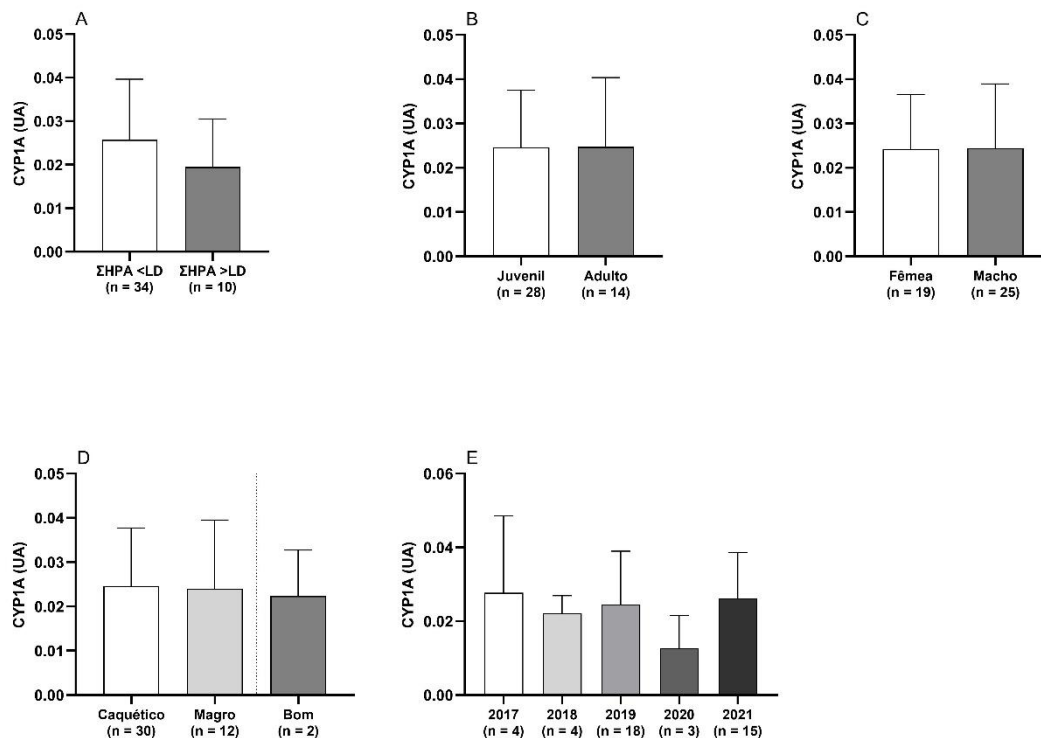 A
CYP1A (UA)
0.05
0.04
0.03
0.02
0.01
0.00
ΣHPA <LD
(n = 34)
ΣHPA >LD
(n = 10)
B
CYP1A (UA)
0.05
0.04
0.03
0.02
0.01
0.00
Juvenil
(n = 28)
Adulto
(n = 14)
C
CYP1A (UA)
0.05
0.04
0.03
0.02
0.01
0.00
Fêmea
(n = 19)
Macho
(n = 25)
D
CYP1A (UA)
0.05
0.04
0.03
0.02
0.01
0.00
Caquético
(n = 30)
Magro
(n = 12)
Bom
(n = 2)
E
CYP1A (UA)
0.06
0.04
0.02
0.00
2017
(n = 4)
2018
(n = 4)
2019
(n = 18)
2020
(n = 3)
2021
(n = 15)